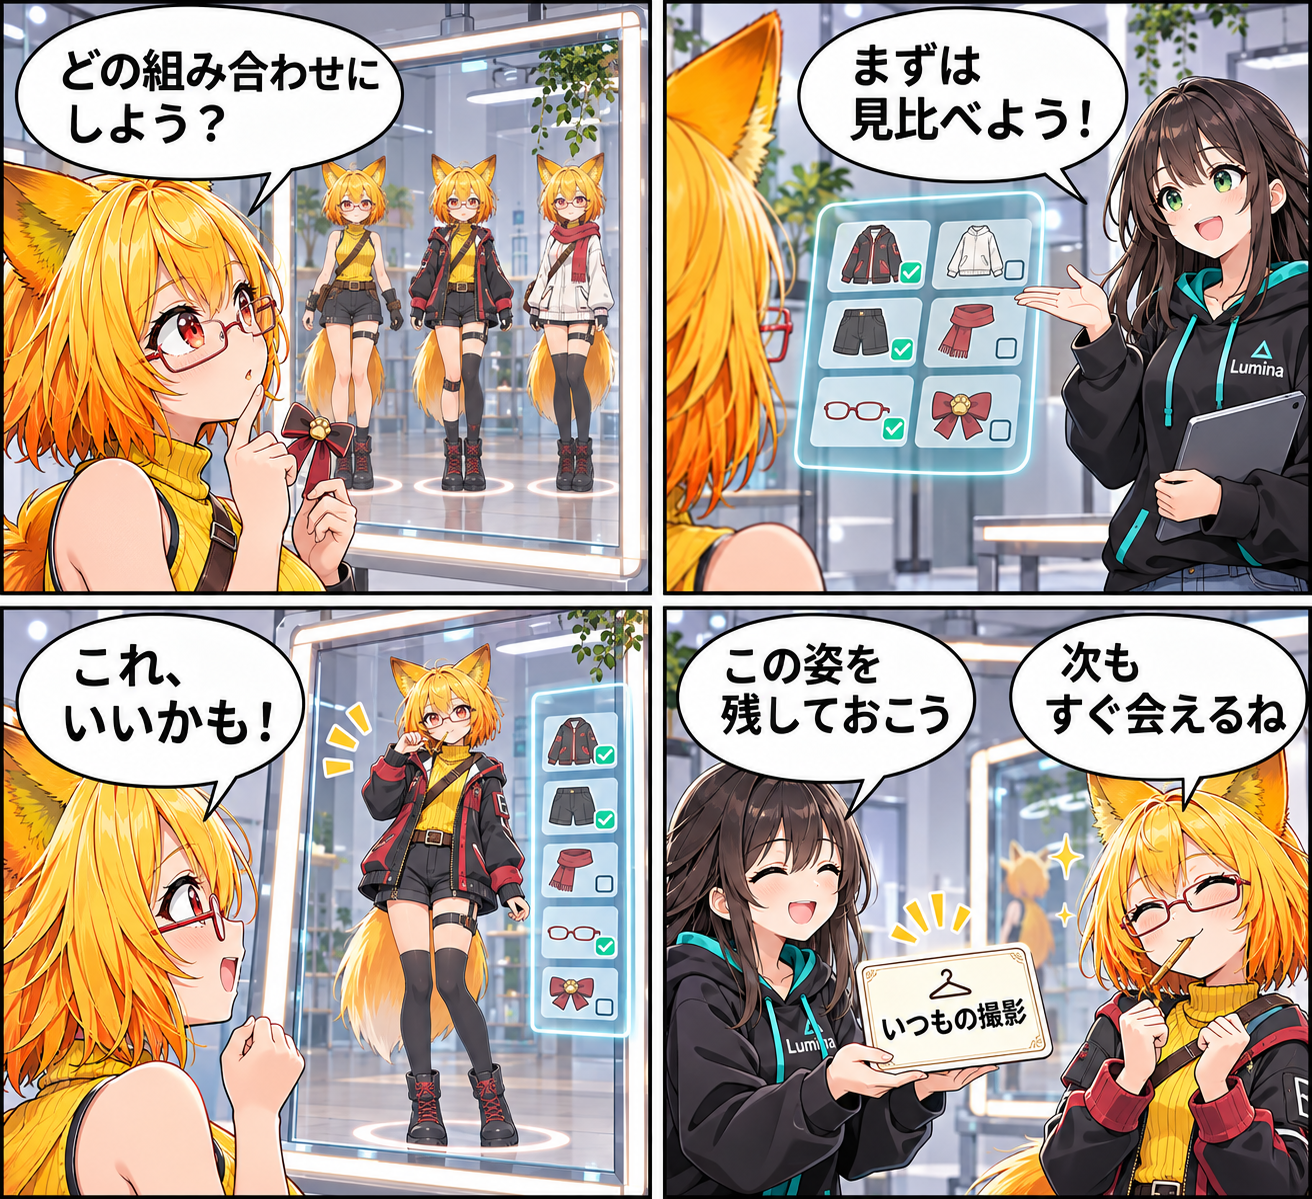 どの組み合わせに
しよう？
まずは
見比べよう！
Lumina
これ、
いいかも！
この姿を
残しておこう
次も
すぐ会えるね
いつもの撮影
Lumina